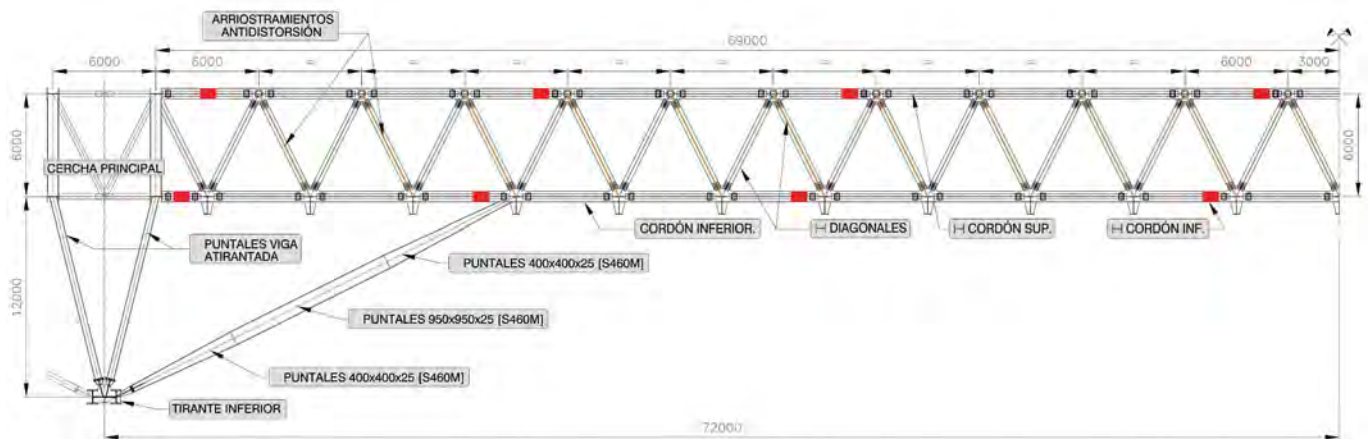 ARRIOSTRAMIENTOS
ANTIDISTORSIÓN
69000
6000
6000
6000
3000
6000
6000
CERCHA PRINCIPAL
PUNTALES VIGA
ATIRANTADA
CORDÓN INFERIOR.
DIAGONALES
CORDÓN SUP.
CORDÓN INF.
PUNTALES 400x400x25 [S460M]
12000
PUNTALES 950x950x25 [S460M]
PUNTALES 400x400x25 [S460M]
TIRANTE INFERIOR
72000